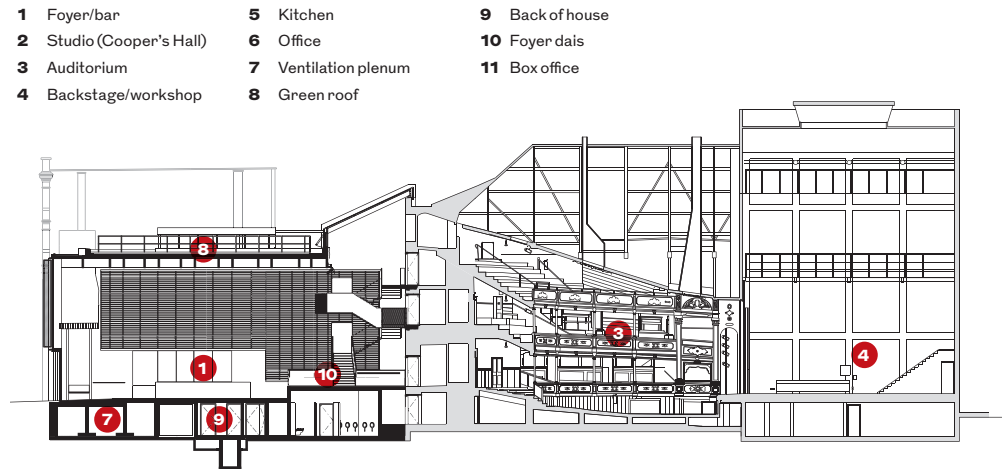 1 Foyer/bar
2 Studio (Cooper's Hall)
3 Auditorium
4 Backstage/workshop
5 Kitchen
6 Office
7 Ventilation plenum
8 Green roof
9 Back of house
10 Foyer dais
11 Box office
8
3
4
1
10
7
9